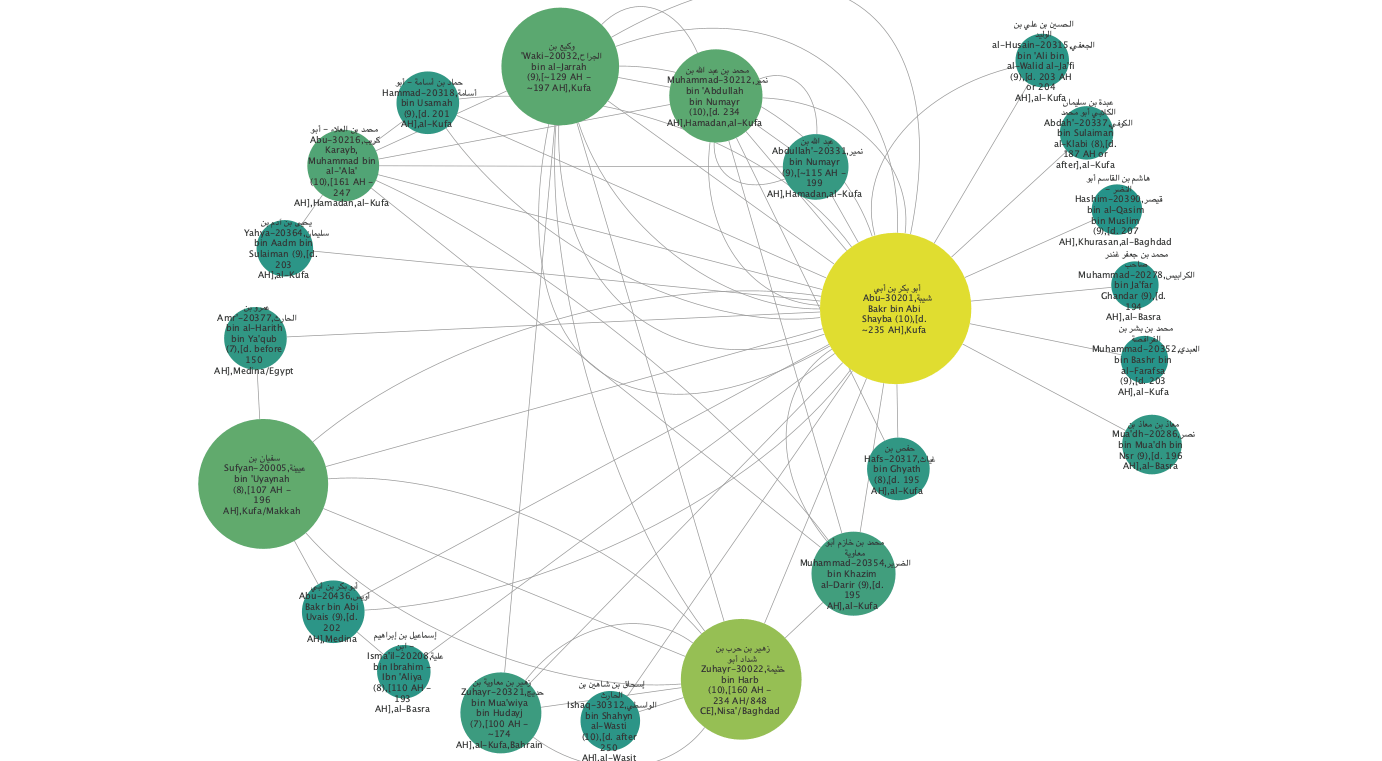 وكيع بن
'Waki-20032,الجراح
bin al-Jarrah
(9),[~129 AH -
~197 AH],Kufa
محمد بن عبد الله بن
Muhammad-30212,نمير
bin 'Abdullah
bin Numayr
(10),[d. 234
AH],Hamadan,al-Kufa
حماد بن أسامة - أبو
Hammad-20318,أسامة
bin Usamah
(9),[d. 201
AH],al-Kufa
محمد بن العلاء - أبو
Abu-30216,كريب
Karayb,
Muhammad bin
al-'Ala'
(10),[161 AH -
247
AH],Hamadan,al-Kufa
عبد الله بن
Abdullah'-20331,نمير
bin Numayr
(9),[~115 AH -
199
AH],Hamadan,al-Kufa
يحيى بن آدم بن
Yahya-20364,سليمان
bin Aadm bin
Sulaiman (9),[d.
203
AH],al-Kufa
عمرو بن
Amr-20377,الحارث
bin al-Harith
bin Ya'qub
(7),[d. before
150
AH],Medina/Egypt
سفيان بن
Sufyan-20005,عيينة
bin 'Uyaynah
(8),[107 AH -
196
AH],Kufa/Makkah
أبو بكر بن أبي
Abu-20436,أويس
Bakr bin Abi
Uvais (9),[d.
202
AH],Medina
إسماعيل بن إبراهيم
- ابن
Isma'il-20208,علية
bin Ibrahim -
Ibn 'Aliya
(8),[110 AH -
193
AH],al-Basra
زهير بن معاوية بن
Zuhayr-20321,حديج
bin Mua'wiya
bin Hudayj
(7),[100 AH -
~174
AH],al-Kufa,Bahrain
إسحاق بن شاهين بن
الحارث
Ishaq-30312,الواسطي
bin Shahyn
al-Wasti
(10),[d. after
250
AH],al-Wasit
زهير بن حرب بن
شداد أبو
Zuhayr-30022,خثيمة
bin Harb
(10),[160 AH -
234 AH/848
CE],Nisa'/Baghdad
محمد بن خازم أبو
معاوية
Muhammad-20354,الضرير
bin Khazim
al-Darir (9),[d.
195
AH],al-Kufa
حفص بن
Hafs-20317,غياث
bin Ghyath
(8),[d. 195
AH],al-Kufa
أبو بكر بن أبي
Abu-30201,شيبة
Bakr bin Abi
Shayba (10),[d.
~235 AH],Kufa
الحسين بن علي بن
الوليد
al-Husain-20315,الجعفي
bin 'Ali bin
al-Walid al-Ja'fi
(9),[d. 203 AH
or 204
AH],al-Kufa
عبدة بن سليمان
الكلابي أبو محمد
Abdah'-20337,الكوفي
bin Sulaiman
al-Klabi (8),[d.
187 AH or
after],al-Kufa
هاشم بن القاسم أبو
النضر -
Hashim-20390,قيصر
bin al-Qasim
bin Muslim
(9),[d. 207
AH],Khurasan,al-Baghdad
محمد بن جعفر غندر
صاحب
Muhammad-20278,الكرابيس
bin Ja'far
Ghandar (9),[d.
194
AH],al-Basra
محمد بن بشر بن
الفرافصة
Muhammad-20352,العبدي
bin Bashr bin
al-Farafsa
(9),[d. 203
AH],al-Kufa
معاذ بن معاذ بن
Mua'dh-20286,نصر
bin Mua'dh bin
Nsr (9),[d. 196
AH],al-Basra